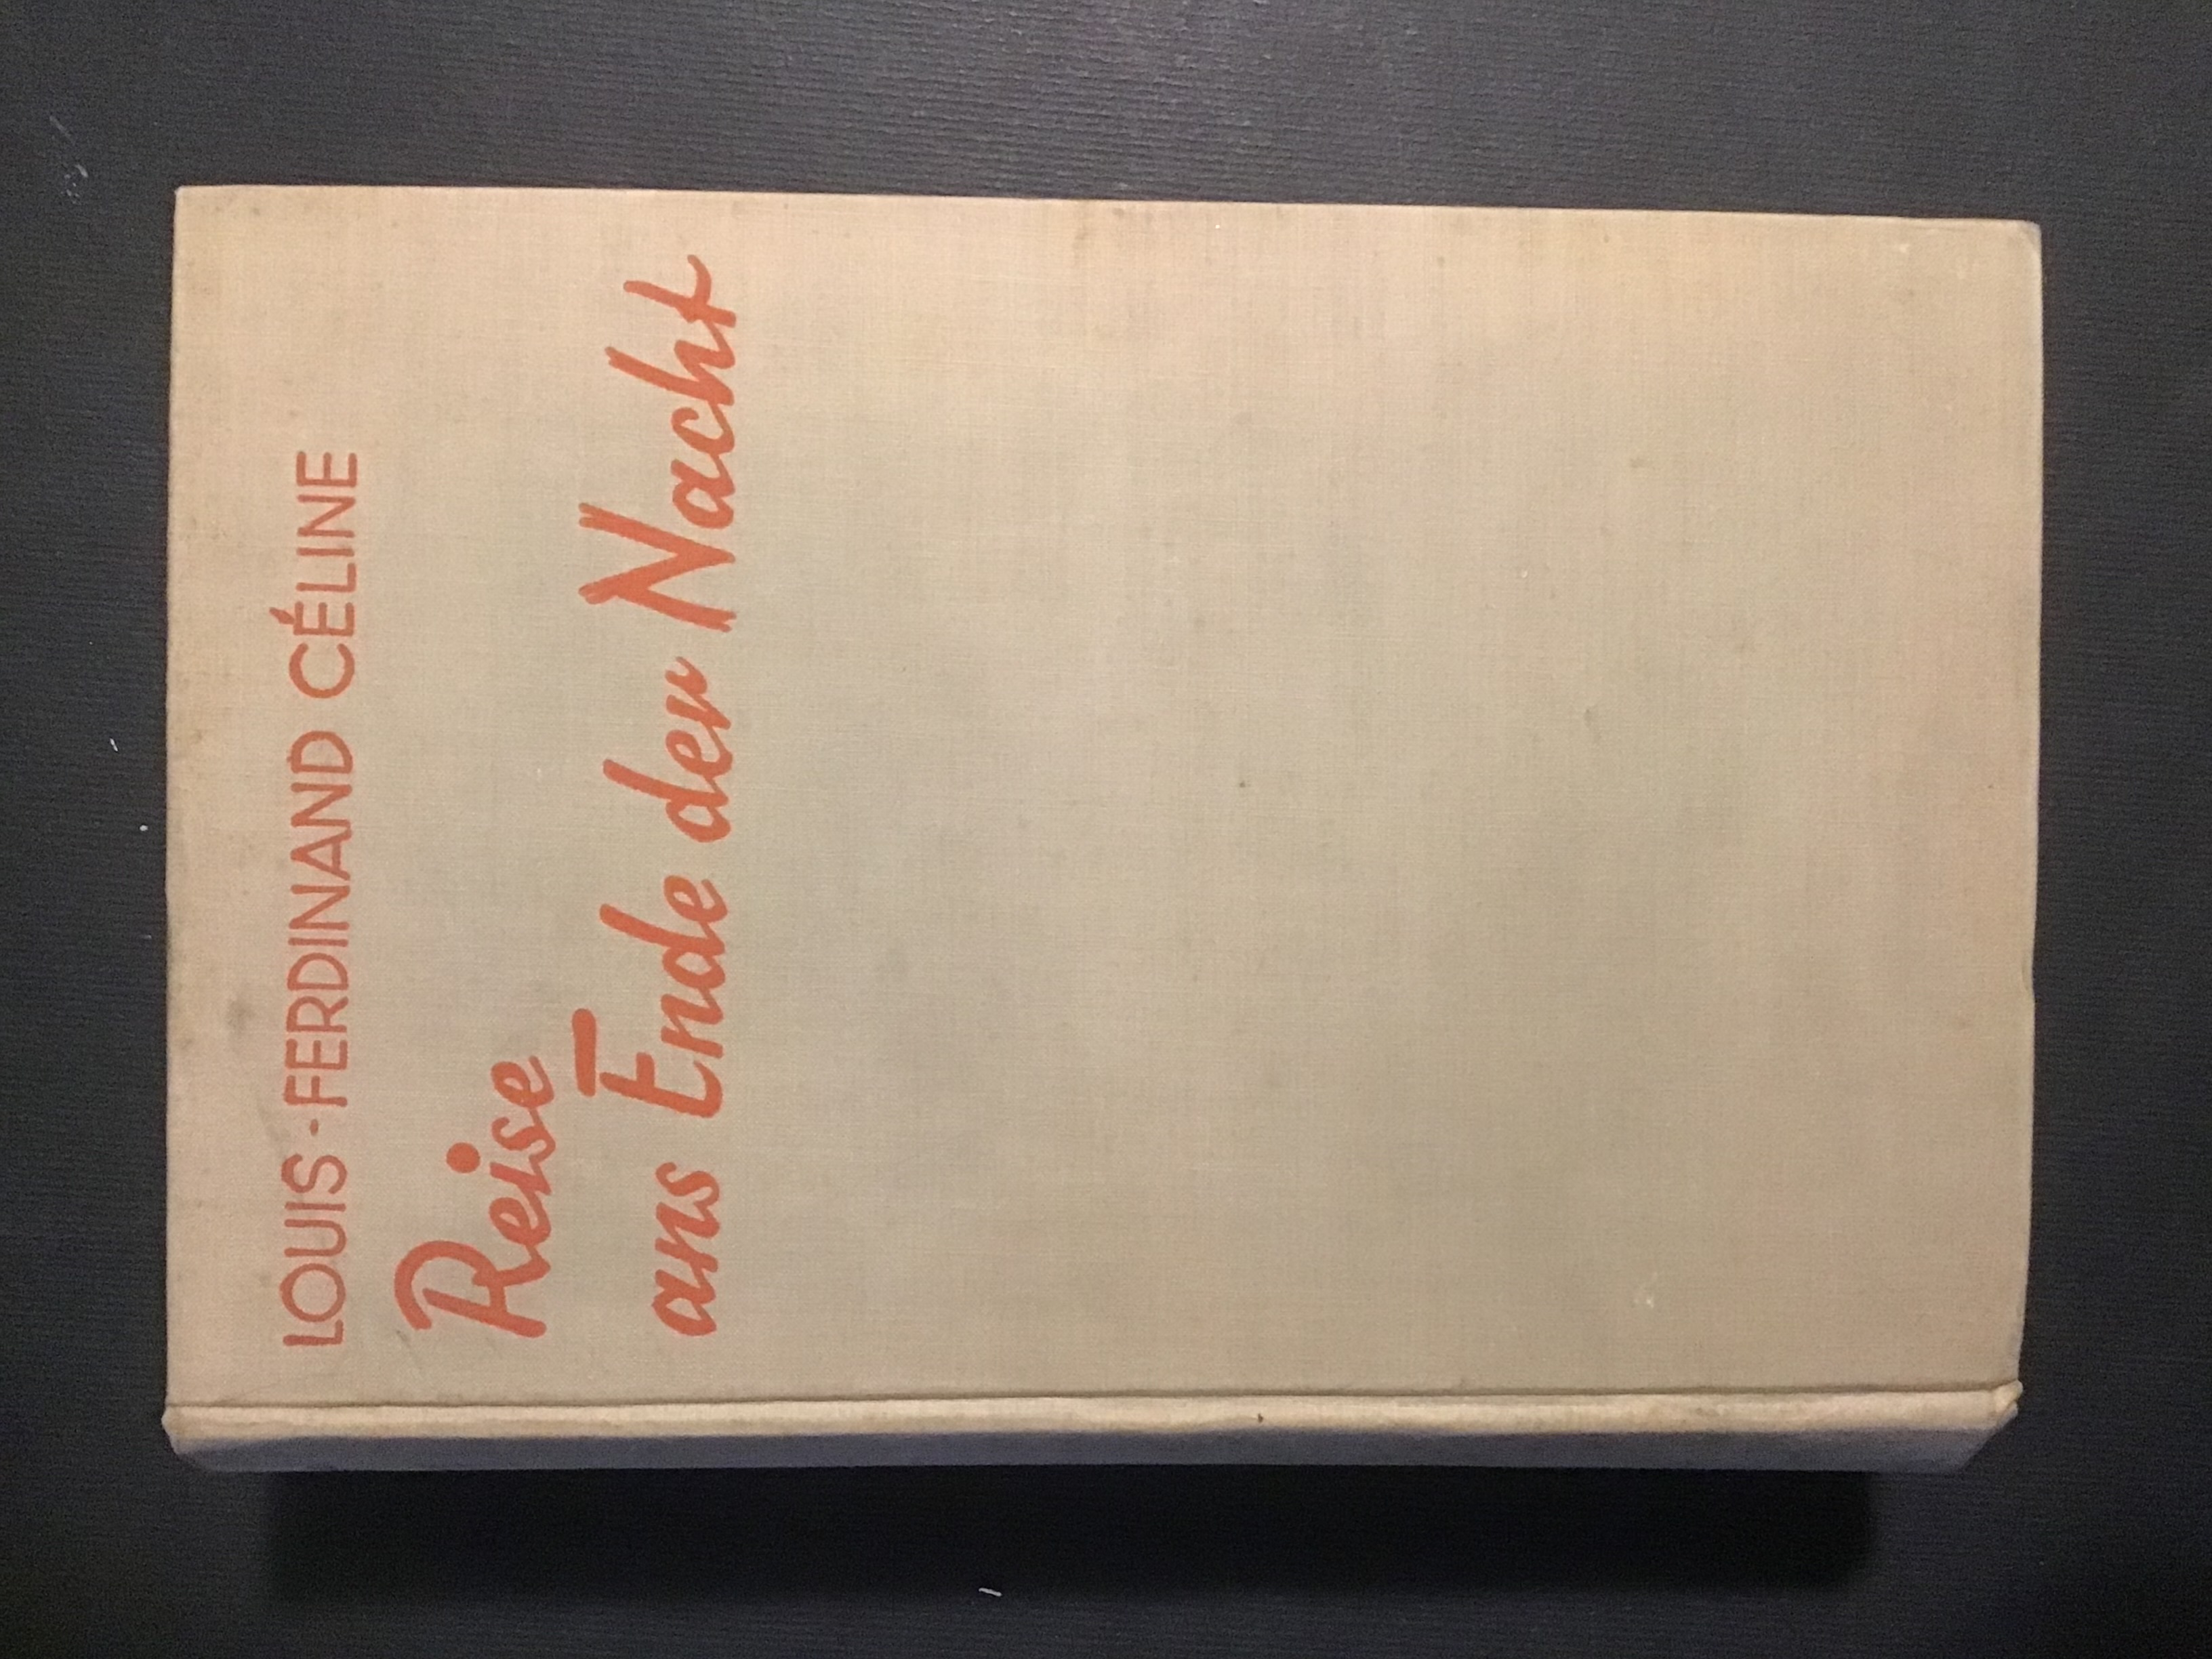 LOUIS-FERDINAND CÉLINE
Reise
ans Ende der Nacht